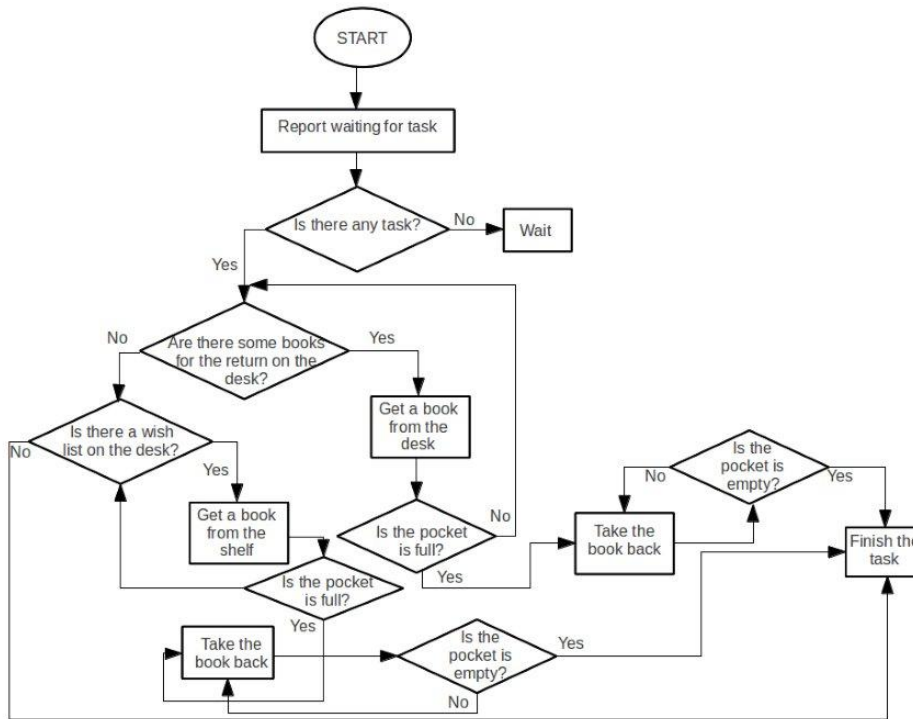 START
Report waiting for task
Is there any task?
No
Wait
Yes
No
Are there some books
for the return on the
desk?
Yes
Is there a wish
list on the desk?
No
Yes
Get a book
from the
desk
Get a book
from the
shelf
Is the pocket
is full?
No
Yes
Is the
pocket is
empty?
No
Yes
Take the
book back
Finish the
task
Is the pocket
is full?
Yes
Take the
book back
Is the
pocket is
empty?
Yes
No